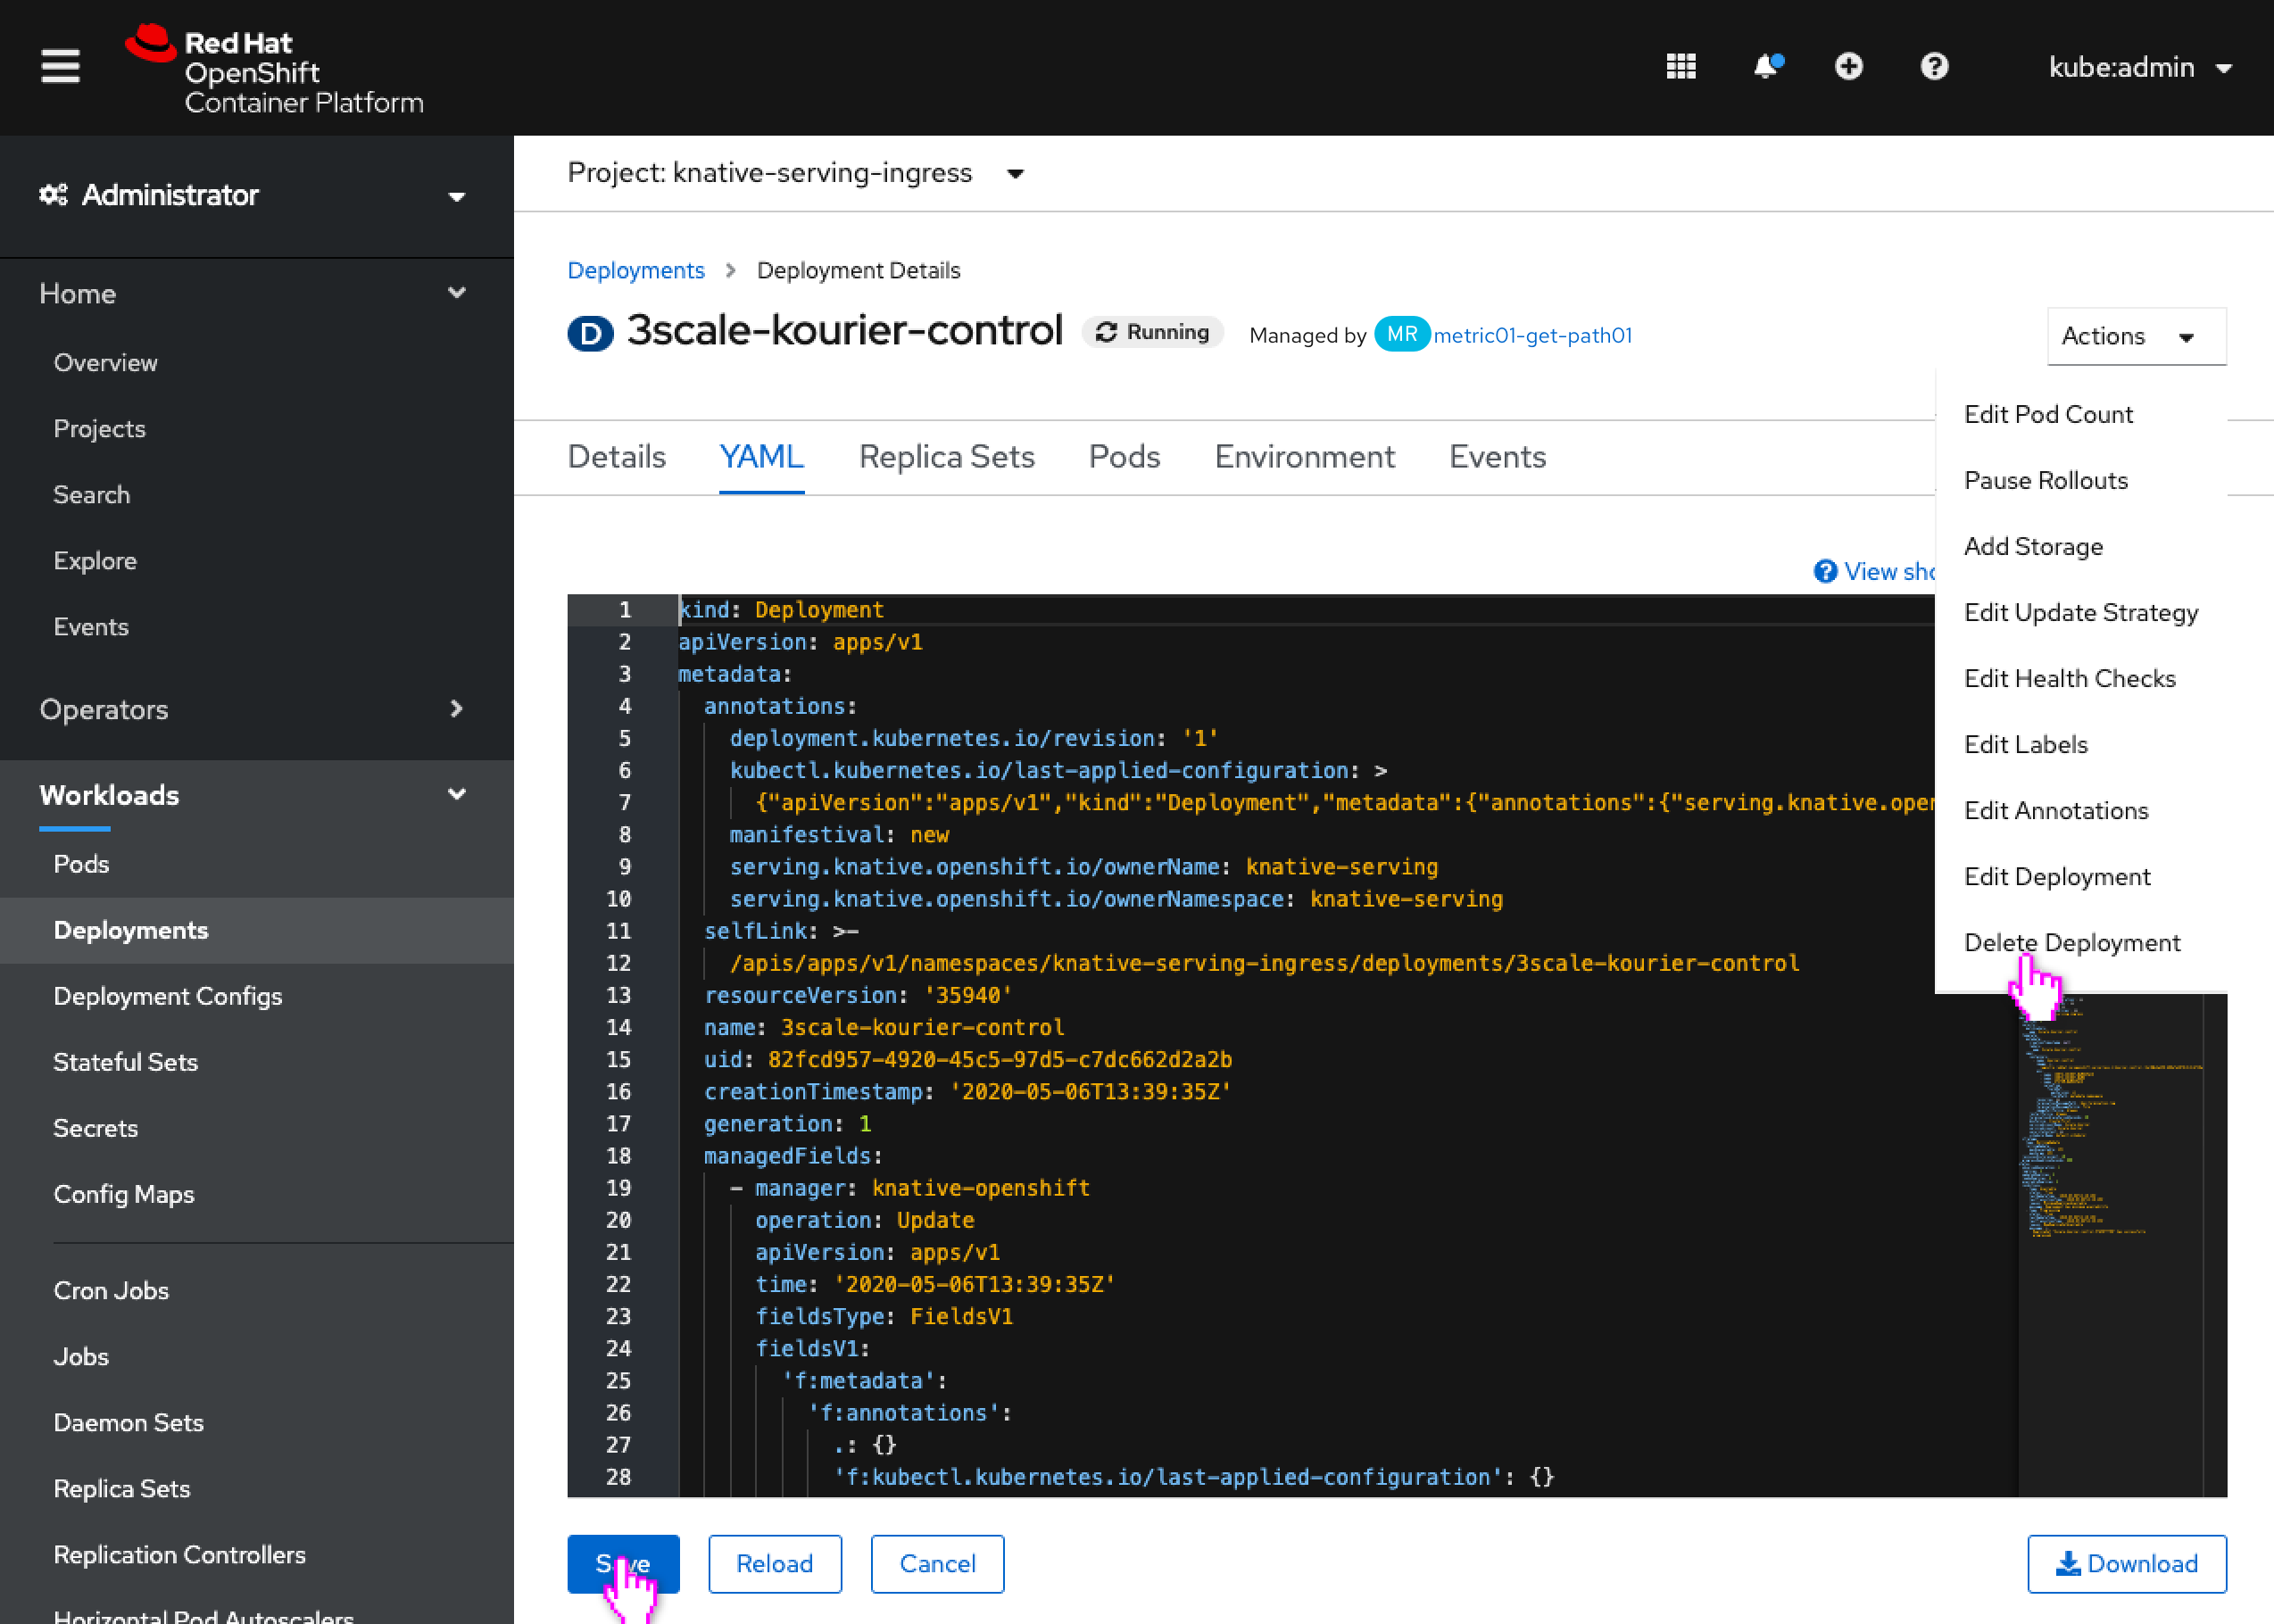 Red Hat
OpenShift
Container Platform
kube:admin
Administrator
Home
Overview
Projects
Search
Explore
Events
Operators
Workloads
Pods
Deployments
Deployment Configs
Stateful Sets
Secrets
Config Maps
Cron Jobs
Jobs
Daemon Sets
Replica Sets
Replication Controllers
Horizontal Pod Autoscalers
Project: knative-serving-ingress
Deployments > Deployment Details
D 3scale-kourier-control Running Managed by MR metric01-get-path01
Actions
Edit Pod Count
Pause Rollouts
Add Storage
Edit Update Strategy
Edit Health Checks
Edit Labels
Edit Annotations
Edit Deployment
Delete Deployment
Details YAML Replica Sets Pods Environment Events
View sho
1 kind: Deployment
2 apiVersion: apps/v1
3 metadata:
4 annotations:
5 deployment.kubernetes.io/revision: '1'
6 kubectl.kubernetes.io/last-applied-configuration: >
7 {"apiVersion":"apps/v1","kind":"Deployment","metadata":{"annotations":{"serving.knative.open
8 manifestival: new
9 serving.knative.openshift.io/ownerName: knative-serving
10 serving.knative.openshift.io/ownerNamespace: knative-serving
11 selfLink: >-
12 /apis/apps/v1/namespaces/knative-serving-ingress/deployments/3scale-kourier-control
13 resourceVersion: '35940'
14 name: 3scale-kourier-control
15 uid: 82fcd957-4920-45c5-97d5-c7dc662d2a2b
16 creationTimestamp: '2020-05-06T13:39:35Z'
17 generation: 1
18 managedFields:
19 - manager: knative-openshift
20 operation: Update
21 apiVersion: apps/v1
22 time: '2020-05-06T13:39:35Z'
23 fieldsType: FieldsV1
24 fieldsV1:
25 'f:metadata':
26 'f:annotations':
27 .: {}
28 'f:kubectl.kubernetes.io/last-applied-configuration': {}
Save Reload Cancel Download